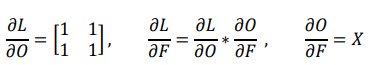 ∂L/∂O = [1 1; 1 1], ∂L/∂F = ∂L/∂O * ∂O/∂F , ∂O/∂F = X